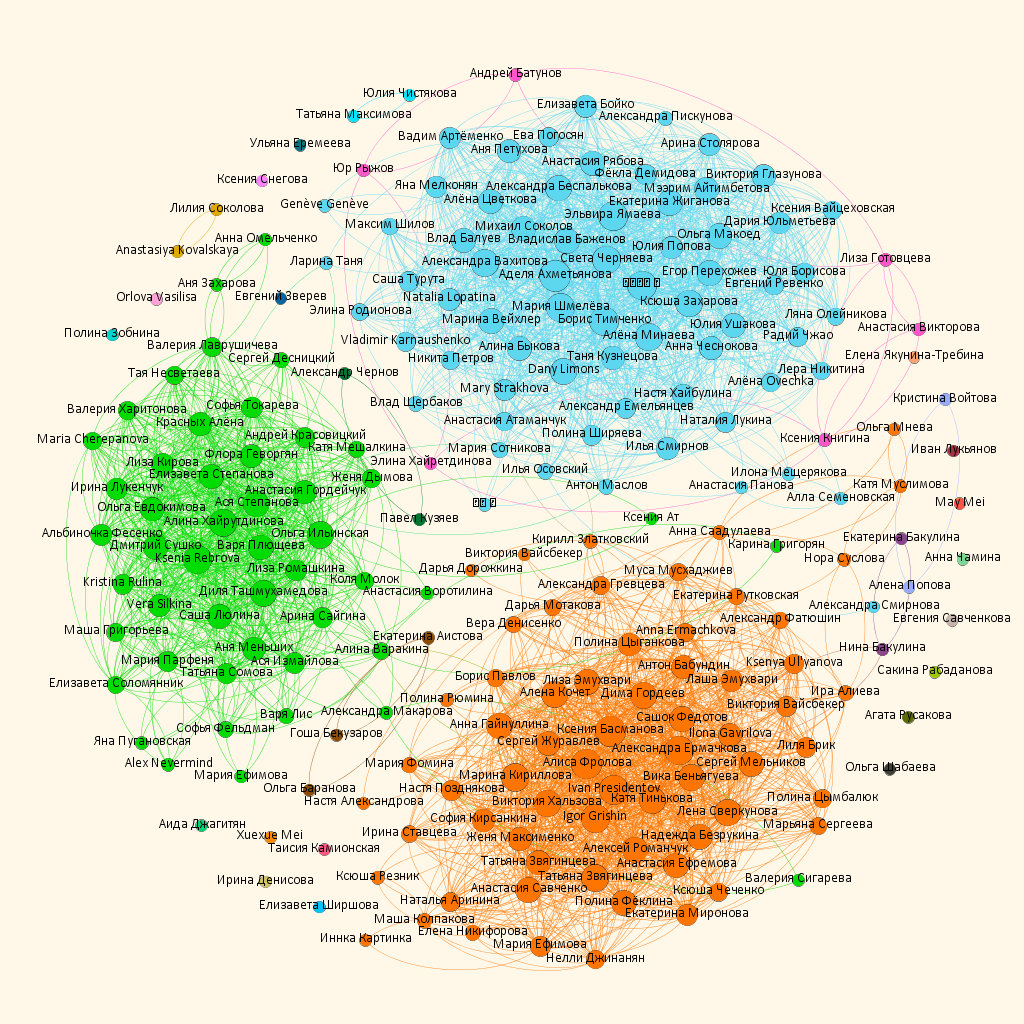 Андрей Батунов
Юлия Чистякова
Елизавета Бойко
Татьяна Максимова
Александра Пискунова
Вадим Артёменко
Ева Погосян
Ульяна Еремеева
Арина Столярова
Аня Петухова
Анастасия Рябова
Юр Рыжов
Фёкла Демидова
Виктория Глазунова
Ксения Снегова
Яна Мелконян
Александра Беспалькова
Мээрим Айтимбетова
Алёна Цветкова
Екатерина Жиганова
Genève Genève
Лилия Соколова
Эльвира Ямаева
Ксения Вайцеховская
Дария Юльметьева
Максим Шилов
Михаил Соколов
Ольга Макоед
Анна Омельченко
Влад Балуев
Владислав Баженов
Юлия Попова
Anastasiya Kovalskaya
Света Черняева
Лиза Готовцева
Ларина Таня
Александра Вахитова
Аделя Ахметьянова
Егор Перехожев
Юля Борисова
Саша Турута
Евгений Ревенко
Аня Захарова
Orlova Vasilisa
Евгений Зверев
Natalia Lopatina
Ксюша Захарова
Элина Родионова
Мария Шмелёва
Ляна Олейникова
Марина Вейхлер
Борис Тимченко
Юлия Ушакова
Анастасия Викторова
Полина Зобнина
Vladimir Karnaushenko
Алёна Минаева
Радий Чжао
Валерия Лаврушичева
Алина Быкова
Анна Чеснокова
Сергей Десницкий
Никита Петров
Таня Кузнецова
Елена Якунина-Требина
Тая Несветаева
Александр Чернов
Dany Limons
Лера Никитина
Алёна Ovechka
Mary Strakhova
Настя Хайбулина
Кристина Войтова
Валерия Харитонова
Софья Токарева
Влад Щербаков
Александр Емельянцев
Красных Алёна
Анастасия Атаманчук
Наталия Лукина
Ольга Мнева
Maria Cherepanova
Андрей Красовицкий
Полина Ширяева
Ксения Книгина
Катя Мешалкина
Мария Сотникова
Илья Смирнов
Иван Лукьянов
Флора Геворгян
Лиза Кирова
Элина Хайретдинова
Илья Осовский
Илона Мещерякова
Елизавета Степанова
Женя Дымова
Ирина Лукенчук
Анастасия Гордейчук
Антон Маслов
Анастасия Панова
Катя Муслимова
Алла Семеновская
Ася Степанова
May Mei
Ольга Евдокимова
Алина Хайрутдинова
Павел Кузяев
Ксения Ат
Альбиночка Фесенко
Ольга Ильинская
Анна Саадулаева
Екатерина Бакулина
Дмитрий Сушко
Варя Плющева
Кирилл Златковский
Карина Григорян
Ksenia Rebrova
Виктория Вайсбекер
Нора Суслова
Анна Чамина
Лиза Ромашкина
Дарья Дорожкина
Муса Мусхаджиев
Kristina Rulina
Коля Молок
Александра Гревцева
Алена Попова
Диля Ташмухамедова
Анастасия Воротилина
Екатерина Рутковская
Vera Silkina
Дарья Мотакова
Александра Смирнова
Саша Люлина
Арина Сайгина
Александр Фатюшин
Евгения Савченкова
Вера Денисенко
Маша Григорьева
Anna Ermachkova
Екатерина Аистова
Полина Цыганкова
Аня Меньших
Алина Варакина
Нина Бакулина
Мария Парфеня
Ася Измайлова
Антон Бабундин
Ksenya Ul'yanova
Татьяна Сомова
Сакина Рабаданова
Борис Павлов
Лиза Эмухвари
Лаша Эмухвари
Елизавета Соломянник
Алена Кочет
Дима Гордеев
Ира Алиева
Полина Рюмина
Виктория Вайсбекер
Варя Лис
Александра Макарова
Сашок Федотов
Агата Русакова
Софья Фельдман
Анна Гайнуллина
Ксения Басманова
Гоша Бекузаров
Ilona Gavrilova
Яна Пугановская
Сергей Журавлев
Александра Ермачкова
Лиля Брик
Alex Nevermind
Мария Фомина
Алиса Фролова
Сергей Мельников
Мария Ефимова
Марина Кириллова
Вика Беньягуева
Ольга Шабаева
Ольга Баранова
Настя Позднякова
Ivan Presidentov
Настя Александрова
Виктория Хальзова
Катя Тинькова
Полина Цымбалюк
Аида Джагитян
София Кирсанкина
Igor Grishin
Лена Сверкунова
Марьяна Сергеева
Xuexue Mei
Ирина Ставцева
Женя Максименко
Надежда Безрукина
Таисия Камионская
Алексей Романчук
Татьяна Звягинцева
Анастасия Ефремова
Ирина Денисова
Ксюша Резник
Татьяна Звягинцева
Валерия Сигарева
Анастасия Савченко
Ксюша Чеченко
Елизавета Ширшова
Наталья Аринина
Полина Фёклина
Маша Колпакова
Екатерина Миронова
Елена Никифорова
Иннка Картинка
Мария Ефимова
Нелли Джинанян